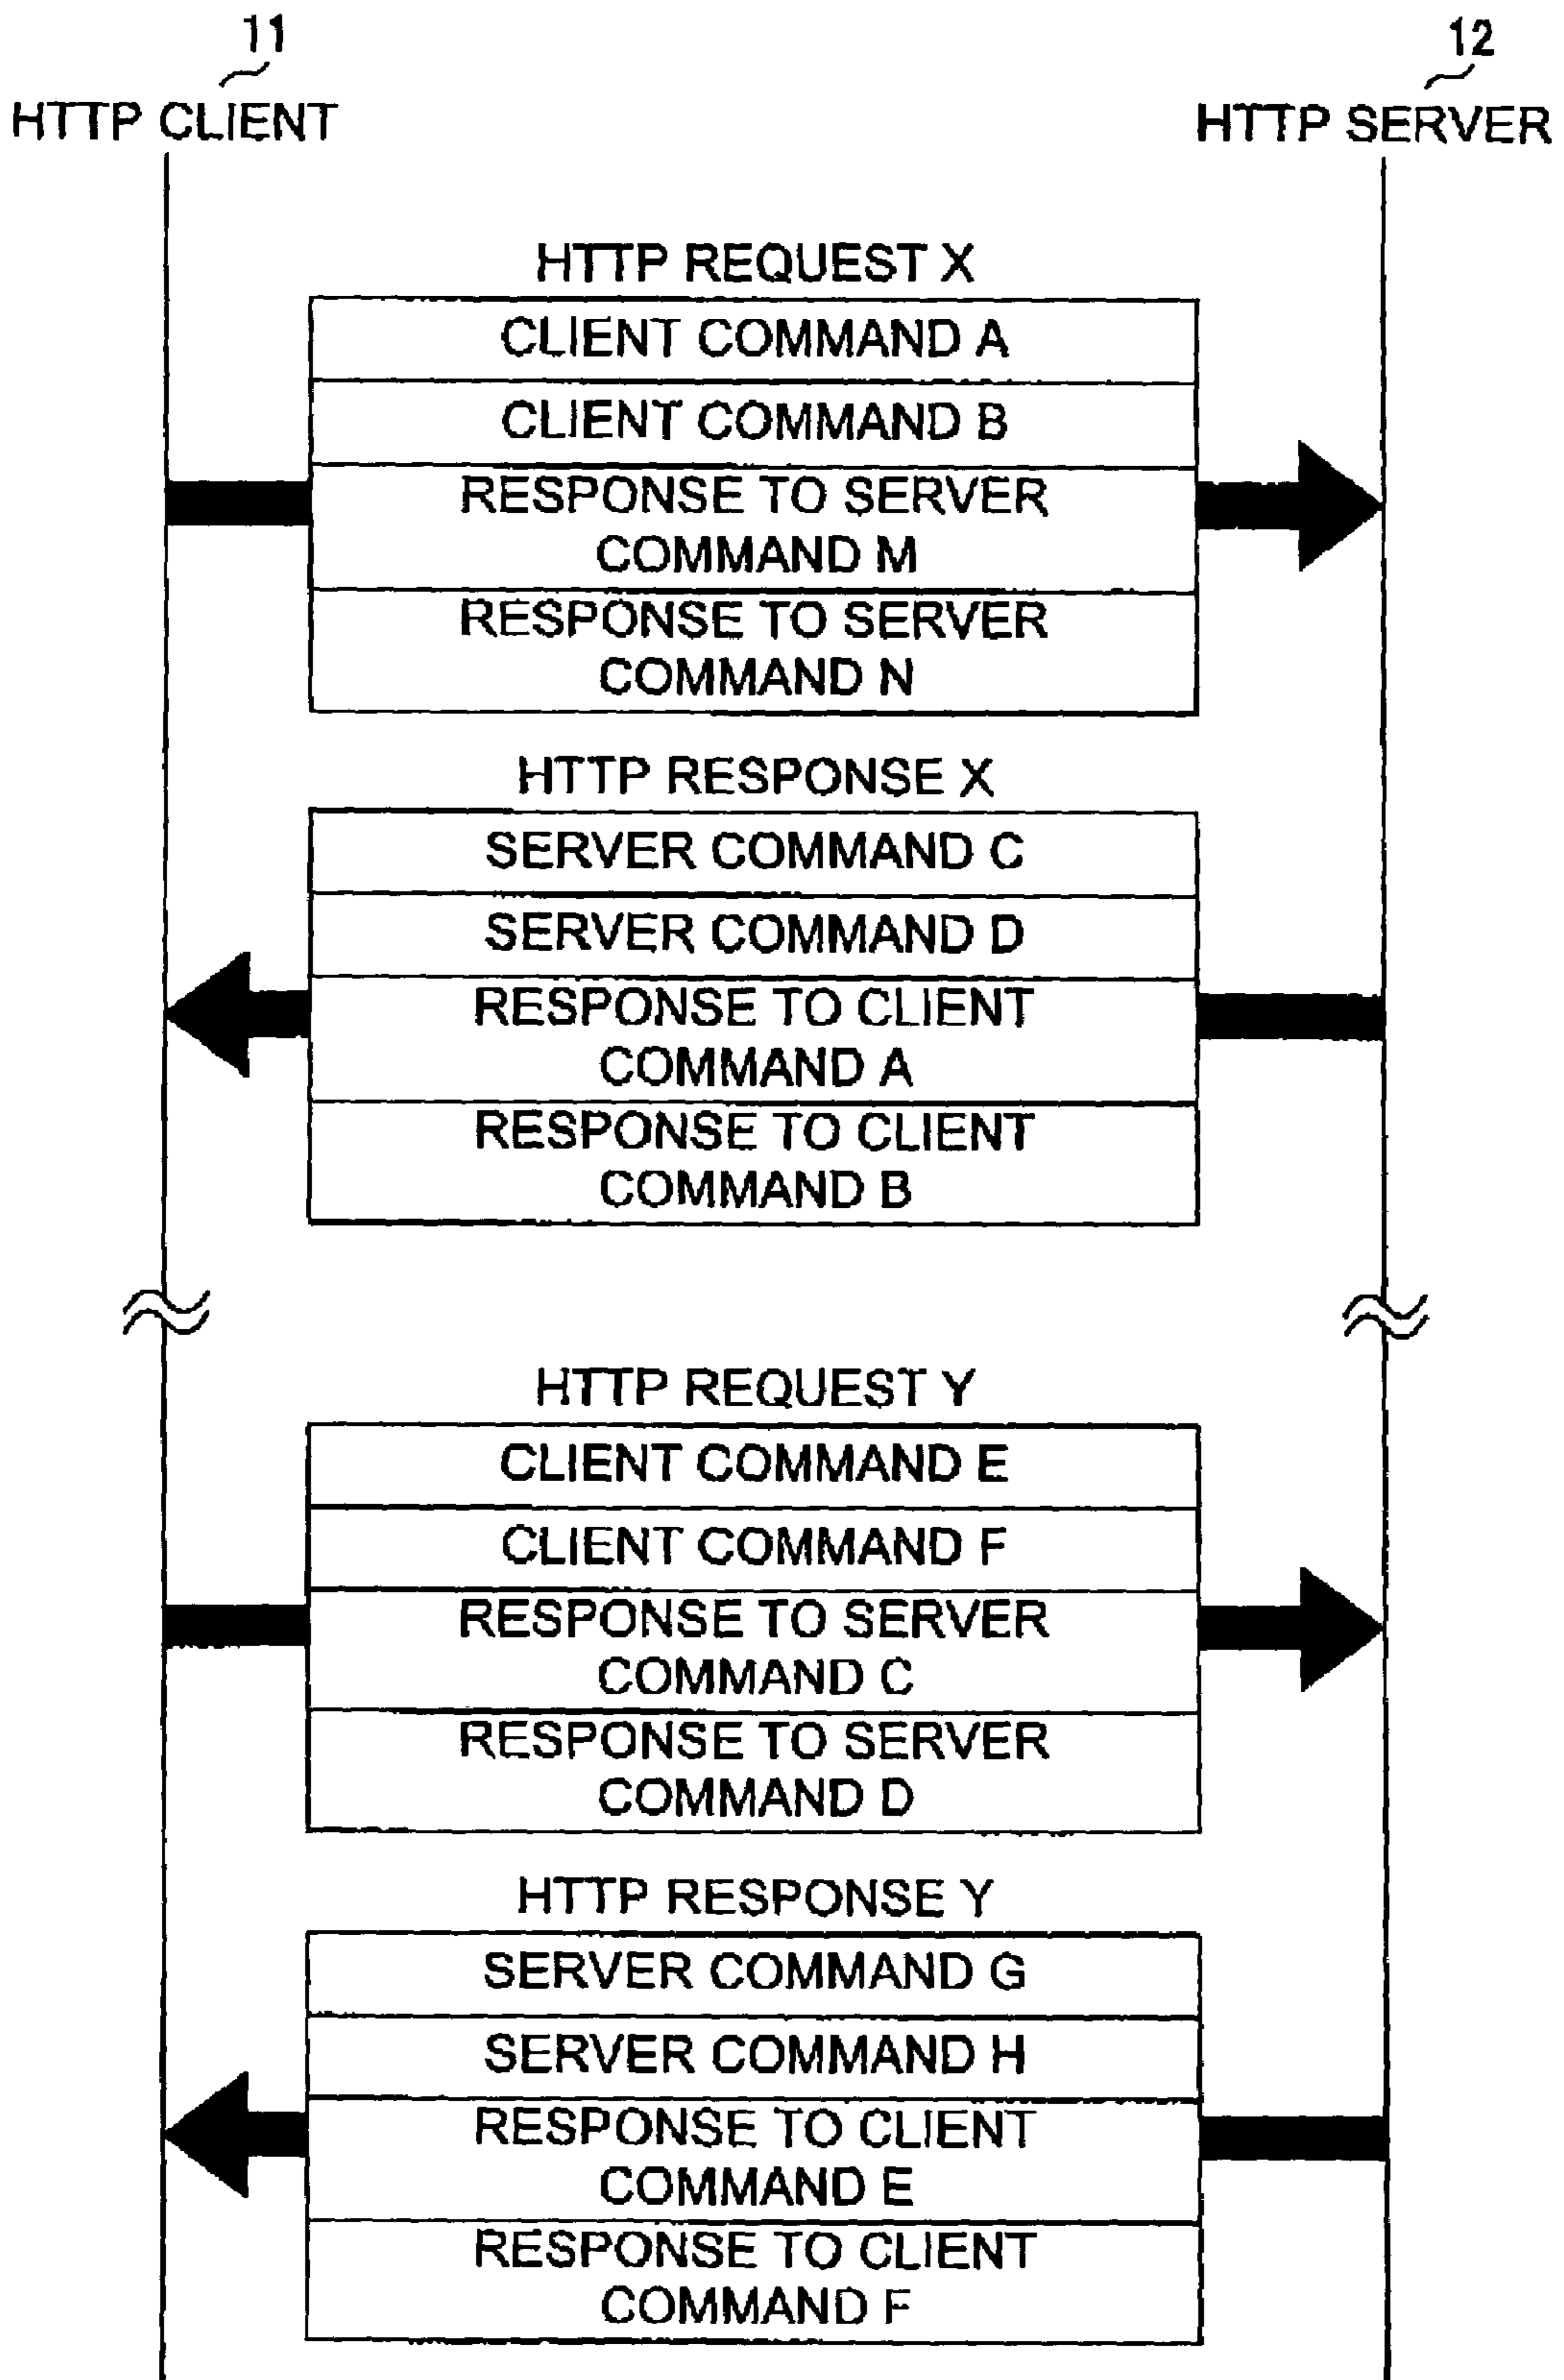 11
12
HTTP CLIENT
HTTP SERVER
HTTP REQUEST X
CLIENT COMMAND A
CLIENT COMMAND B
RESPONSE TO SERVER
COMMAND M
RESPONSE TO SERVER
COMMAND N
HTTP RESPONSE X
SERVER COMMAND C
SERVER COMMAND D
RESPONSE TO CLIENT
COMMAND A
RESPONSE TO CLIENT
COMMAND B
HTTP REQUEST Y
CLIENT COMMAND E
CLIENT COMMAND F
RESPONSE TO SERVER
COMMAND C
RESPONSE TO SERVER
COMMAND D
HTTP RESPONSE Y
SERVER COMMAND G
SERVER COMMAND H
RESPONSE TO CLIENT
COMMAND E
RESPONSE TO CLIENT
COMMAND F